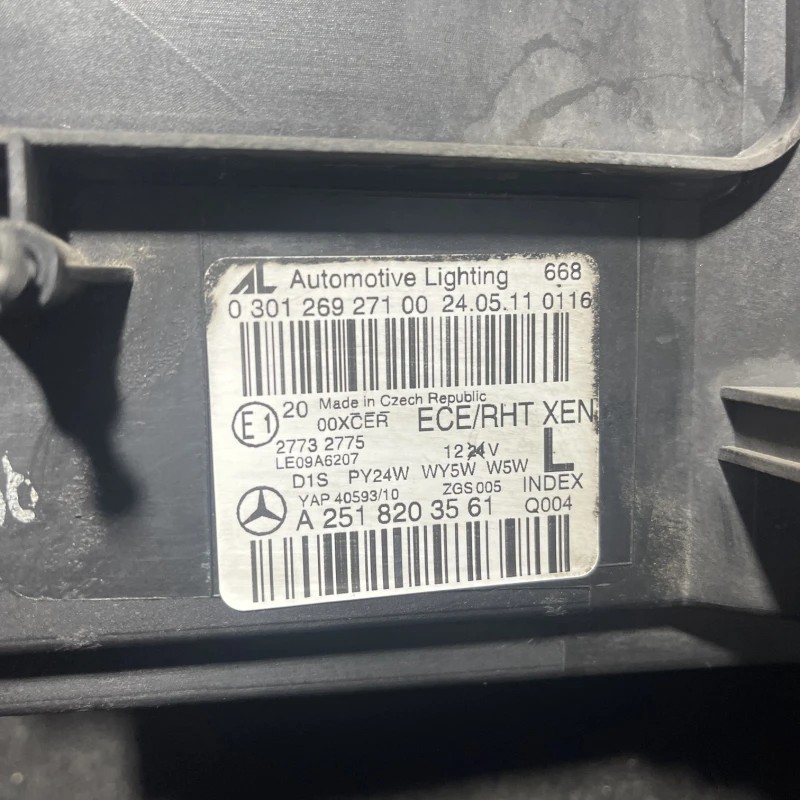 AL Automotive Lighting 668
0 301 269 271 00 24.05.11 0116
E1 20 Made in Czech Republic
00XCER ECE/RHT XEN
2773 2775
LE09A6207 12 24 V L
D1S PY24W WY5W W5W
YAP 40593/10 ZGS 005 INDEX
A 251 820 35 61 Q004